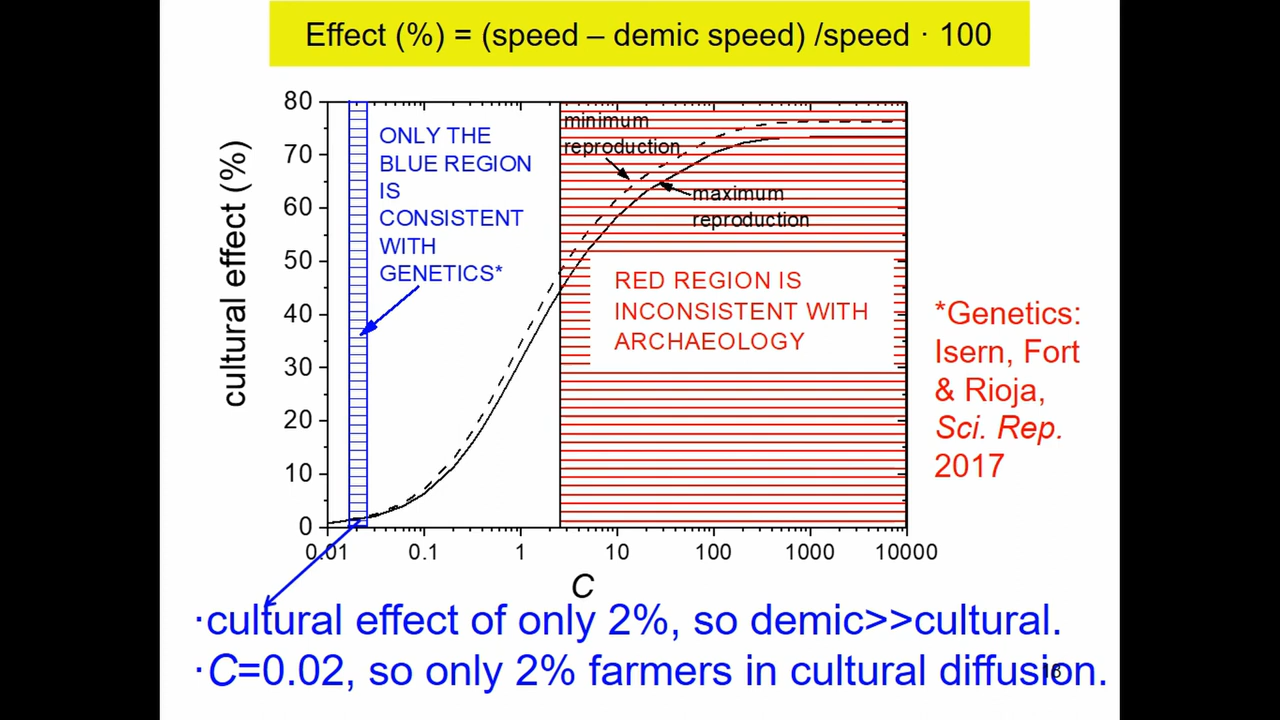 Effect (%) = (speed – demic speed) /speed · 100
80
70
60
50
40
30
20
10
0
cultural effect (%)
ONLY THE
BLUE REGION
IS
CONSISTENT
WITH
GENETICS*
minimum
reproduction
maximum
reproduction
RED REGION IS
INCONSISTENT WITH
ARCHAEOLOGY
0.01 0.1 1 10 100 1000 10000
C
*Genetics:
Isern, Fort
& Rioja,
Sci. Rep.
2017
·cultural effect of only 2%, so demic>>cultural.
·C=0.02, so only 2% farmers in cultural diffusion.